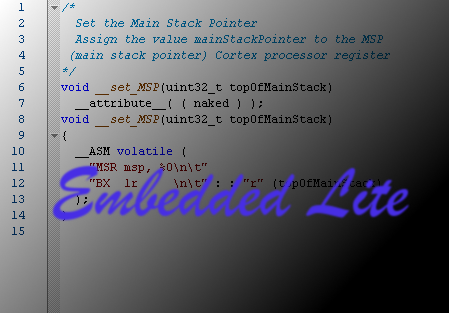 1 /*
2 Set the Main Stack Pointer
3 Assign the value mainStackPointer to the MSP
4 (main stack pointer) Cortex processor register
5 */
6 void __set_MSP(uint32_t topOfMainStack)
7 __attribute__( ( naked ) );
8 void __set_MSP(uint32_t topOfMainStack)
9 {
10 __ASM volatile (
11 "MSR msp, %0\n\t"
12 "BX lr \n\t" : : "r" (topOfMainStack)
13 );
14
15
Embedded Lite